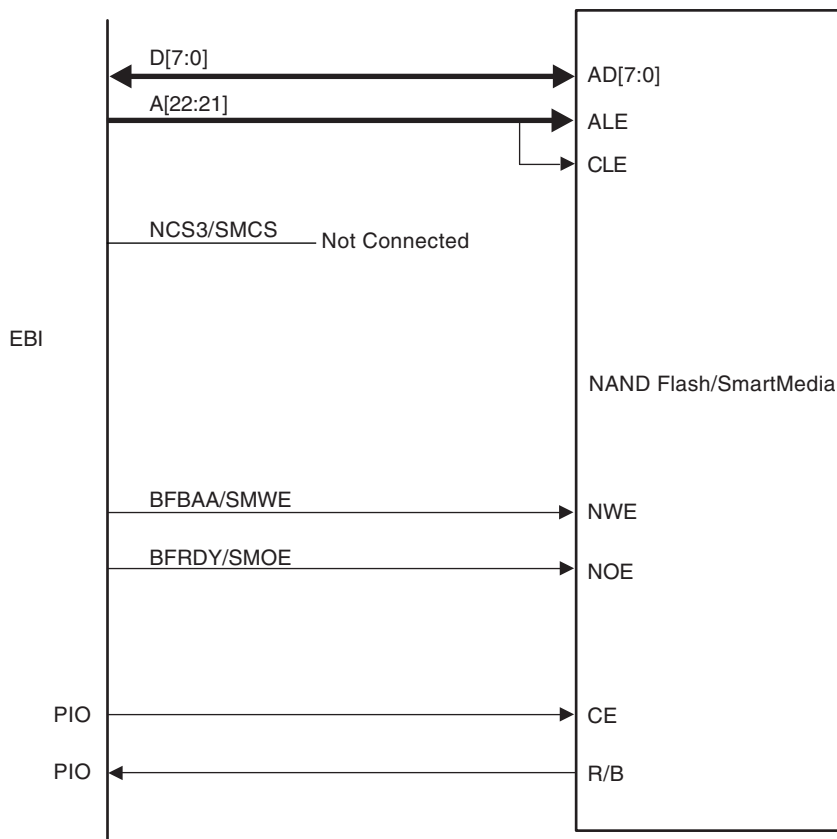 D[7:0]
AD[7:0]
A[22:21]
ALE
CLE
NCS3/SMCS
Not Connected
EBI
NAND Flash/SmartMedia
BFBAA/SMWE
NWE
BFRDY/SMOE
NOE
PIO
CE
PIO
R/B